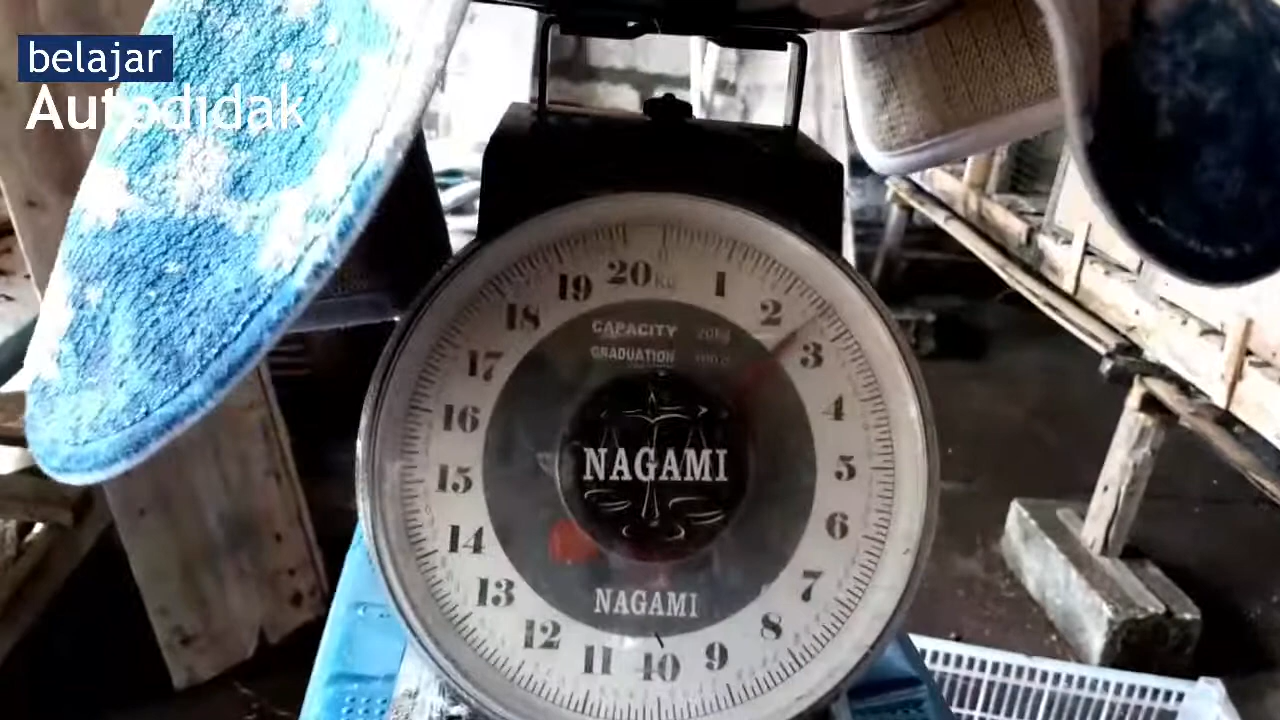 belajar
Autodidak
20 KG
1
2
3
4
5
6
7
8
9
10
11
12
13
14
15
16
17
18
19
CAPACITY 20kg
GRADUATION
NAGAMI
NAGAMI